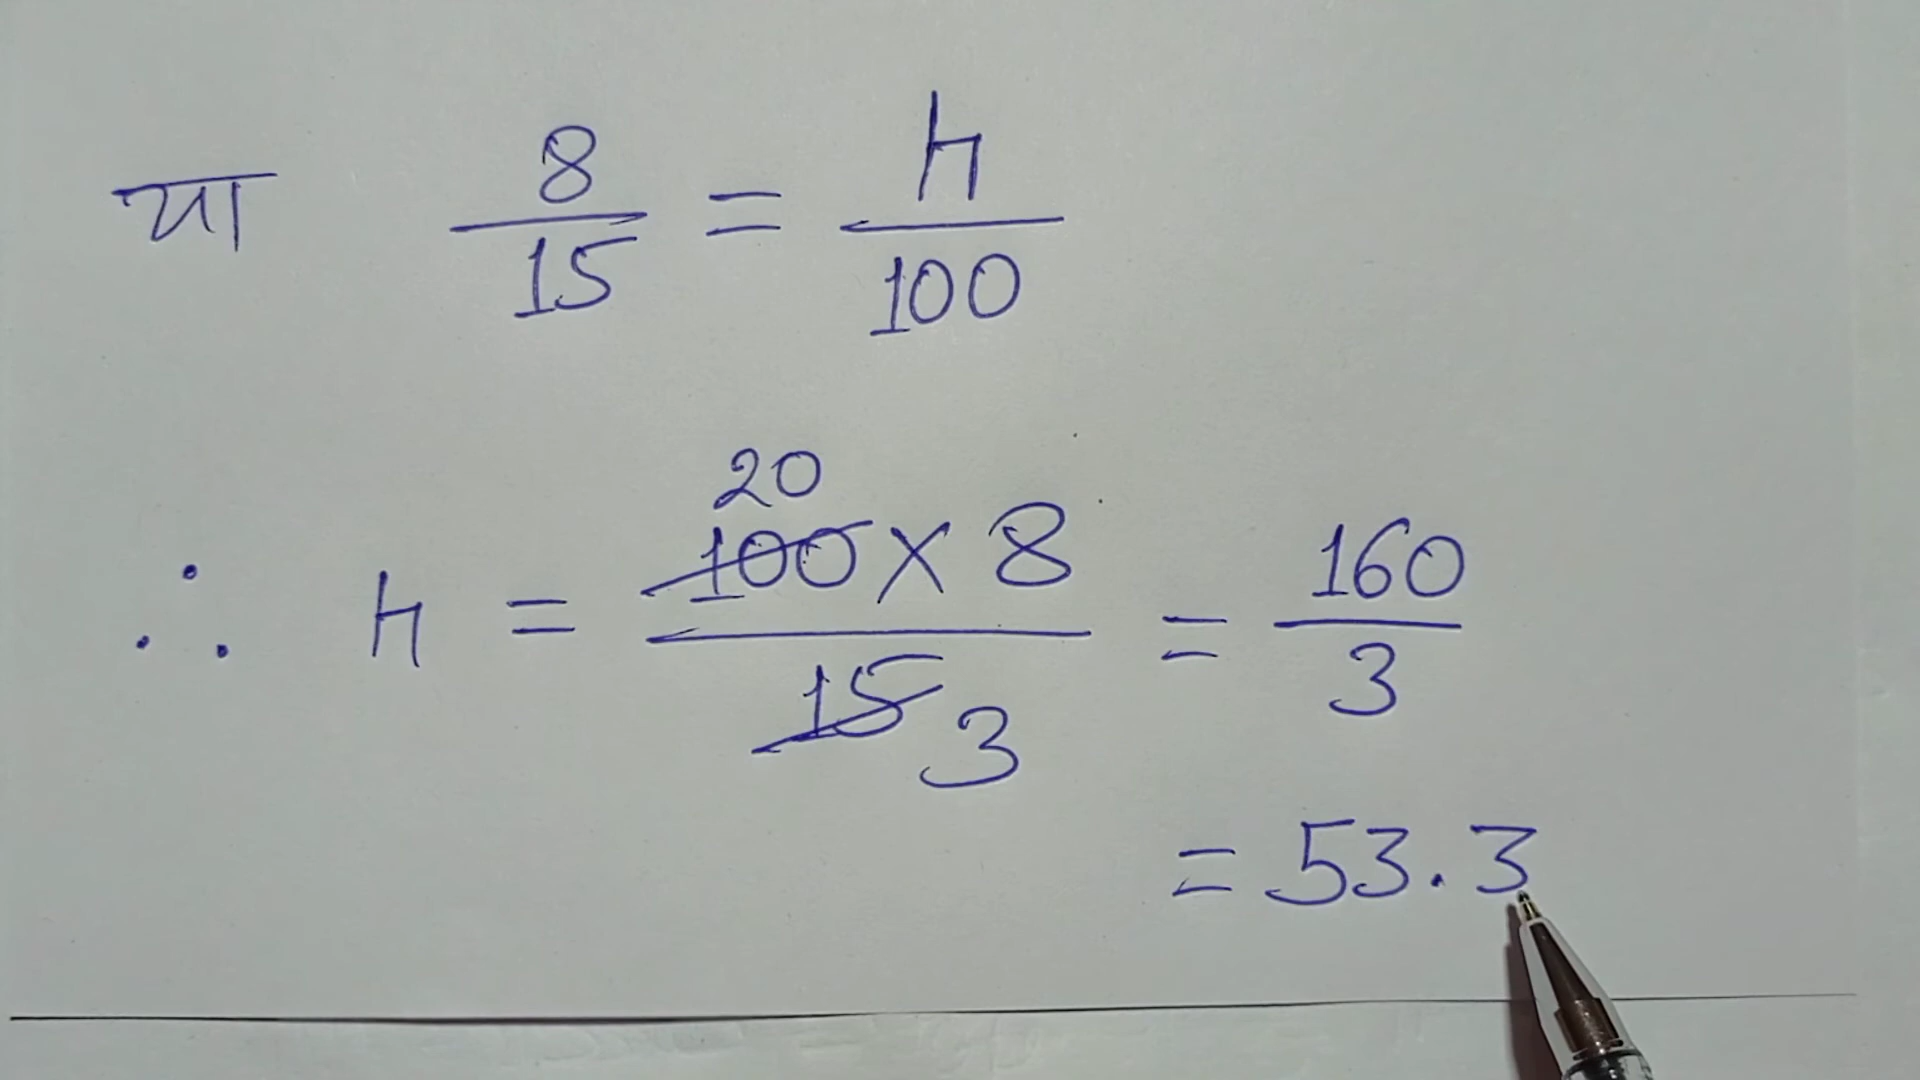 या 8/15 = h/100
∴ h = 20 100 × 8 / 15 3 = 160/3
= 53.3